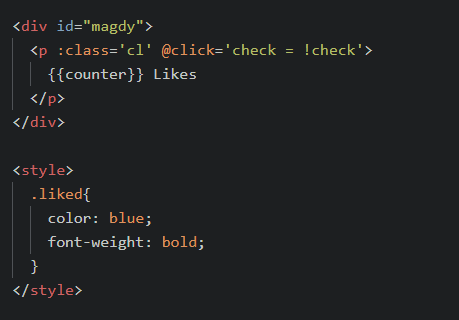 <div id="magdy">
<p :class='cl' @click='check = !check'>
{{counter}} Likes
</p>
</div>
<style>
.liked{
color: blue;
font-weight: bold;
}
</style>